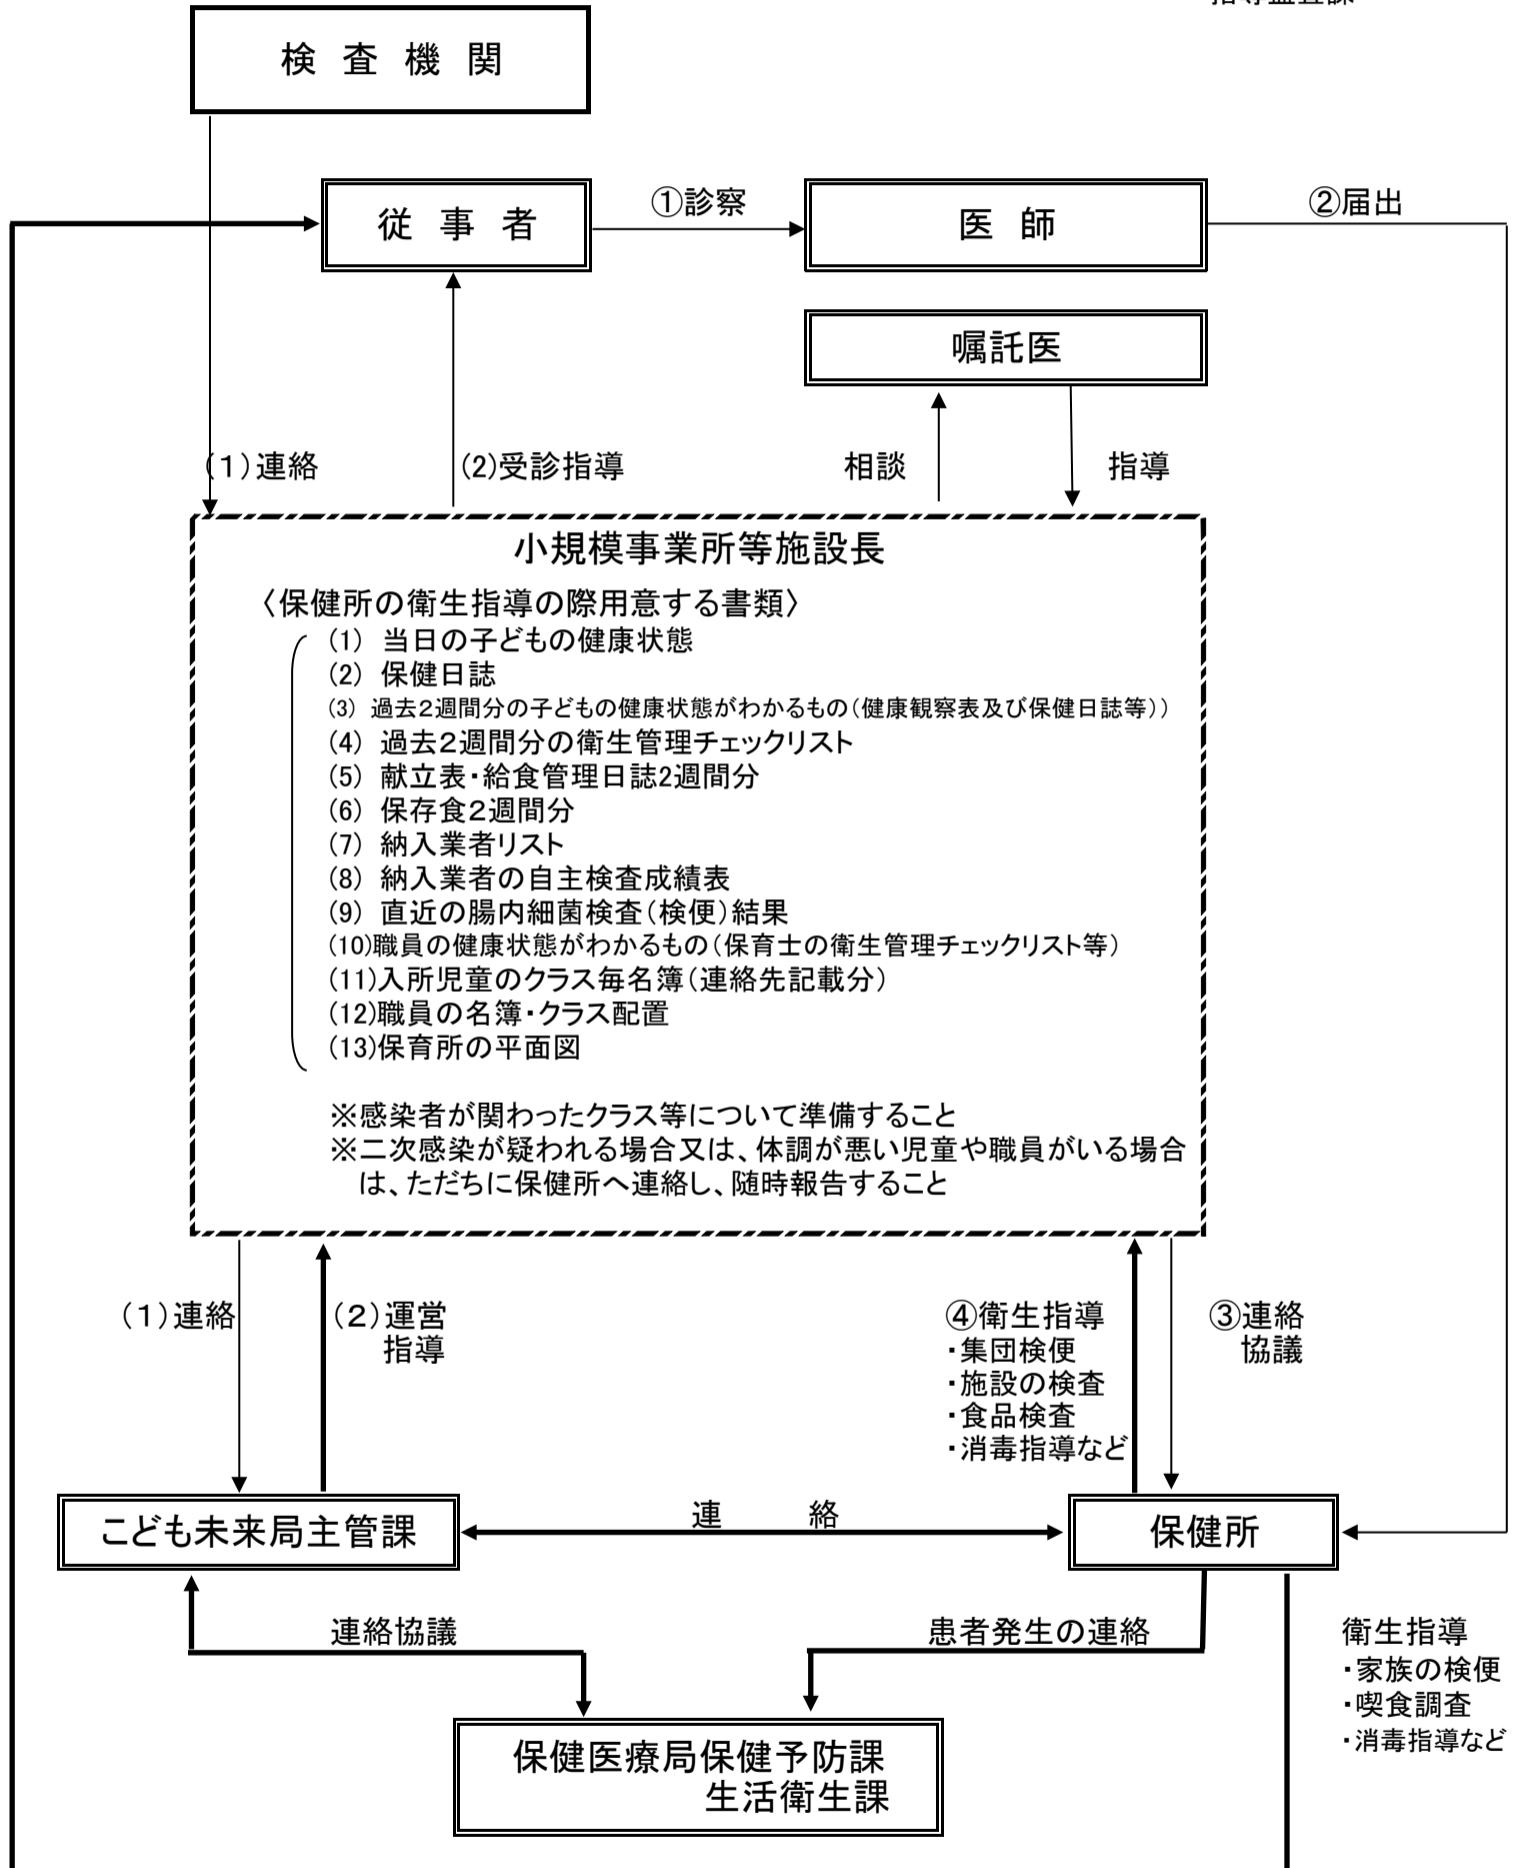 検査機関
従事者
①診察
医師
②届出
嘱託医
(1)連絡
(2)受診指導
相談
指導
小規模事業所等施設長
〈保健所の衛生指導の際用意する書類〉
(1) 当日の子どもの健康状態
(2) 保健日誌
(3) 過去2週間分の子どもの健康状態がわかるもの(健康観察表及び保健日誌等))
(4) 過去2週間分の衛生管理チェックリスト
(5) 献立表・給食管理日誌2週間分
(6) 保存食2週間分
(7) 納入業者リスト
(8) 納入業者の自主検査成績表
(9) 直近の腸内細菌検査(検便)結果
(10)職員の健康状態がわかるもの(保育士の衛生管理チェックリスト等)
(11)入所児童のクラス毎名簿(連絡先記載分)
(12)職員の名簿・クラス配置
(13)保育所の平面図
※感染者が関わったクラス等について準備すること
※二次感染が疑われる場合又は、体調が悪い児童や職員がいる場合
は、ただちに保健所へ連絡し、随時報告すること
(1)連絡
(2)運営
指導
④衛生指導
・集団検便
・施設の検査
・食品検査
・消毒指導など
③連絡
協議
こども未来局主管課
連絡
保健所
連絡協議
患者発生の連絡
衛生指導
・家族の検便
・喫食調査
・消毒指導など
保健医療局保健予防課
生活衛生課